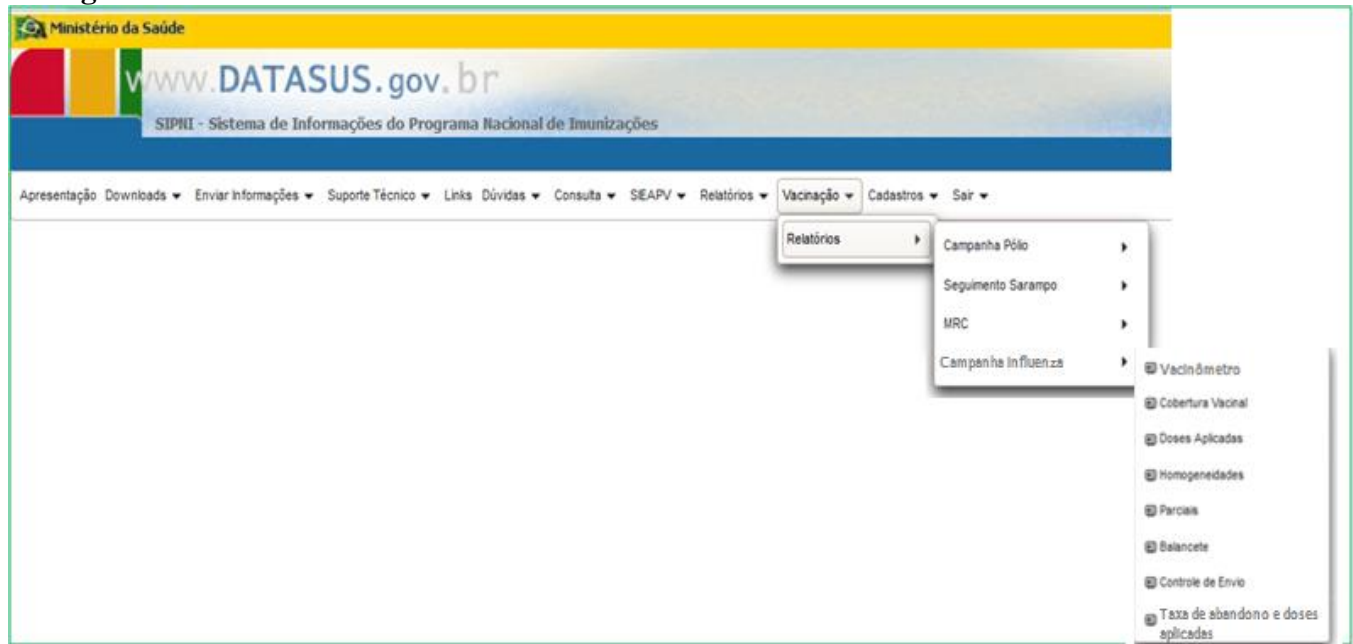 Ministério da Saúde
www.DATASUS.gov.br
SIPNI - Sistema de Informações do Programa Nacional de Imunizações
Apresentação Downloads Enviar Informações Suporte Técnico Links Dúvidas Consulta SIEAPV Relatórios Vacinação Cadastros Sair
Relatórios
Campanha Pólio
Seguimento Sarampo
MRC
Campanha Influenza
Vacinômetro
Cobertura Vacinal
Doses Aplicadas
Homogeneidades
Parciais
Balancete
Controle de Envio
Taxa de abandono e doses
aplicadas